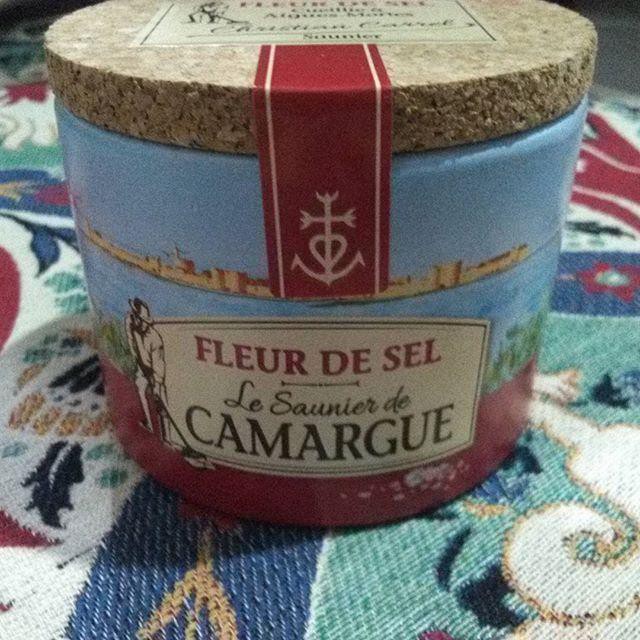 FLEUR DE SEL
Aigues-Mortes
Saunier
FLEUR DE SEL
Le Saunier de
CAMARGUE